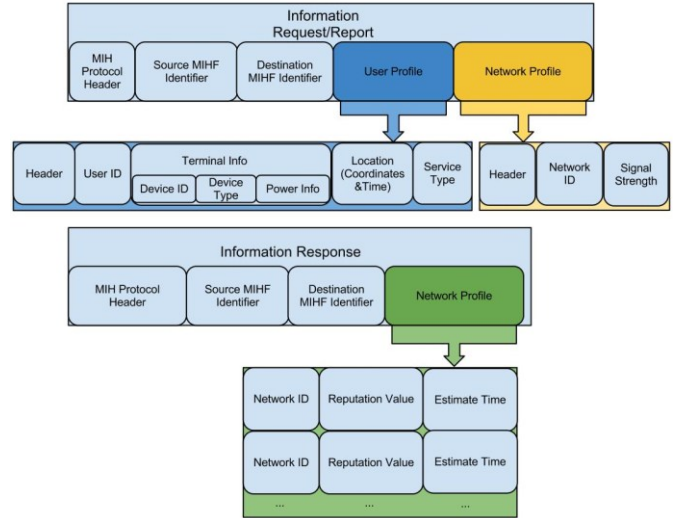 Information
Request/Report
MIH
Protocol
Header
Source MIHF
Identifier
Destination
MIHF Identifier
User Profile
Network Profile
Header
User ID
Terminal Info
Device ID
Device
Type
Power Info
Location
(Coordinates
&Time)
Service
Type
Header
Network
ID
Signal
Strength
Information Response
MIH Protocol
Header
Source MIHF
Identifier
Destination
MIHF Identifier
Network Profile
Network ID
Reputation Value
Estimate Time
Network ID
Reputation Value
Estimate Time
...
...
...